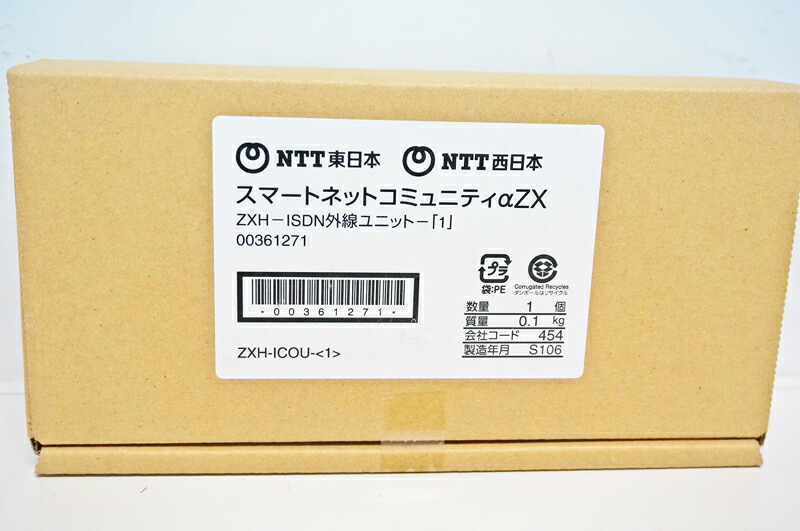 NTT東日本 NTT西日本
スマートネットコミュニティαZX
ZXH-ISDN外線ユニット-「1」
00361271
プラ
袋:PE
Corrugated Recycles
ダンボールはリサイクル
*00361271*
数量 1 個
質量 0.1 kg
会社コード 454
製造年月 S106
ZXH-ICOU-<1>